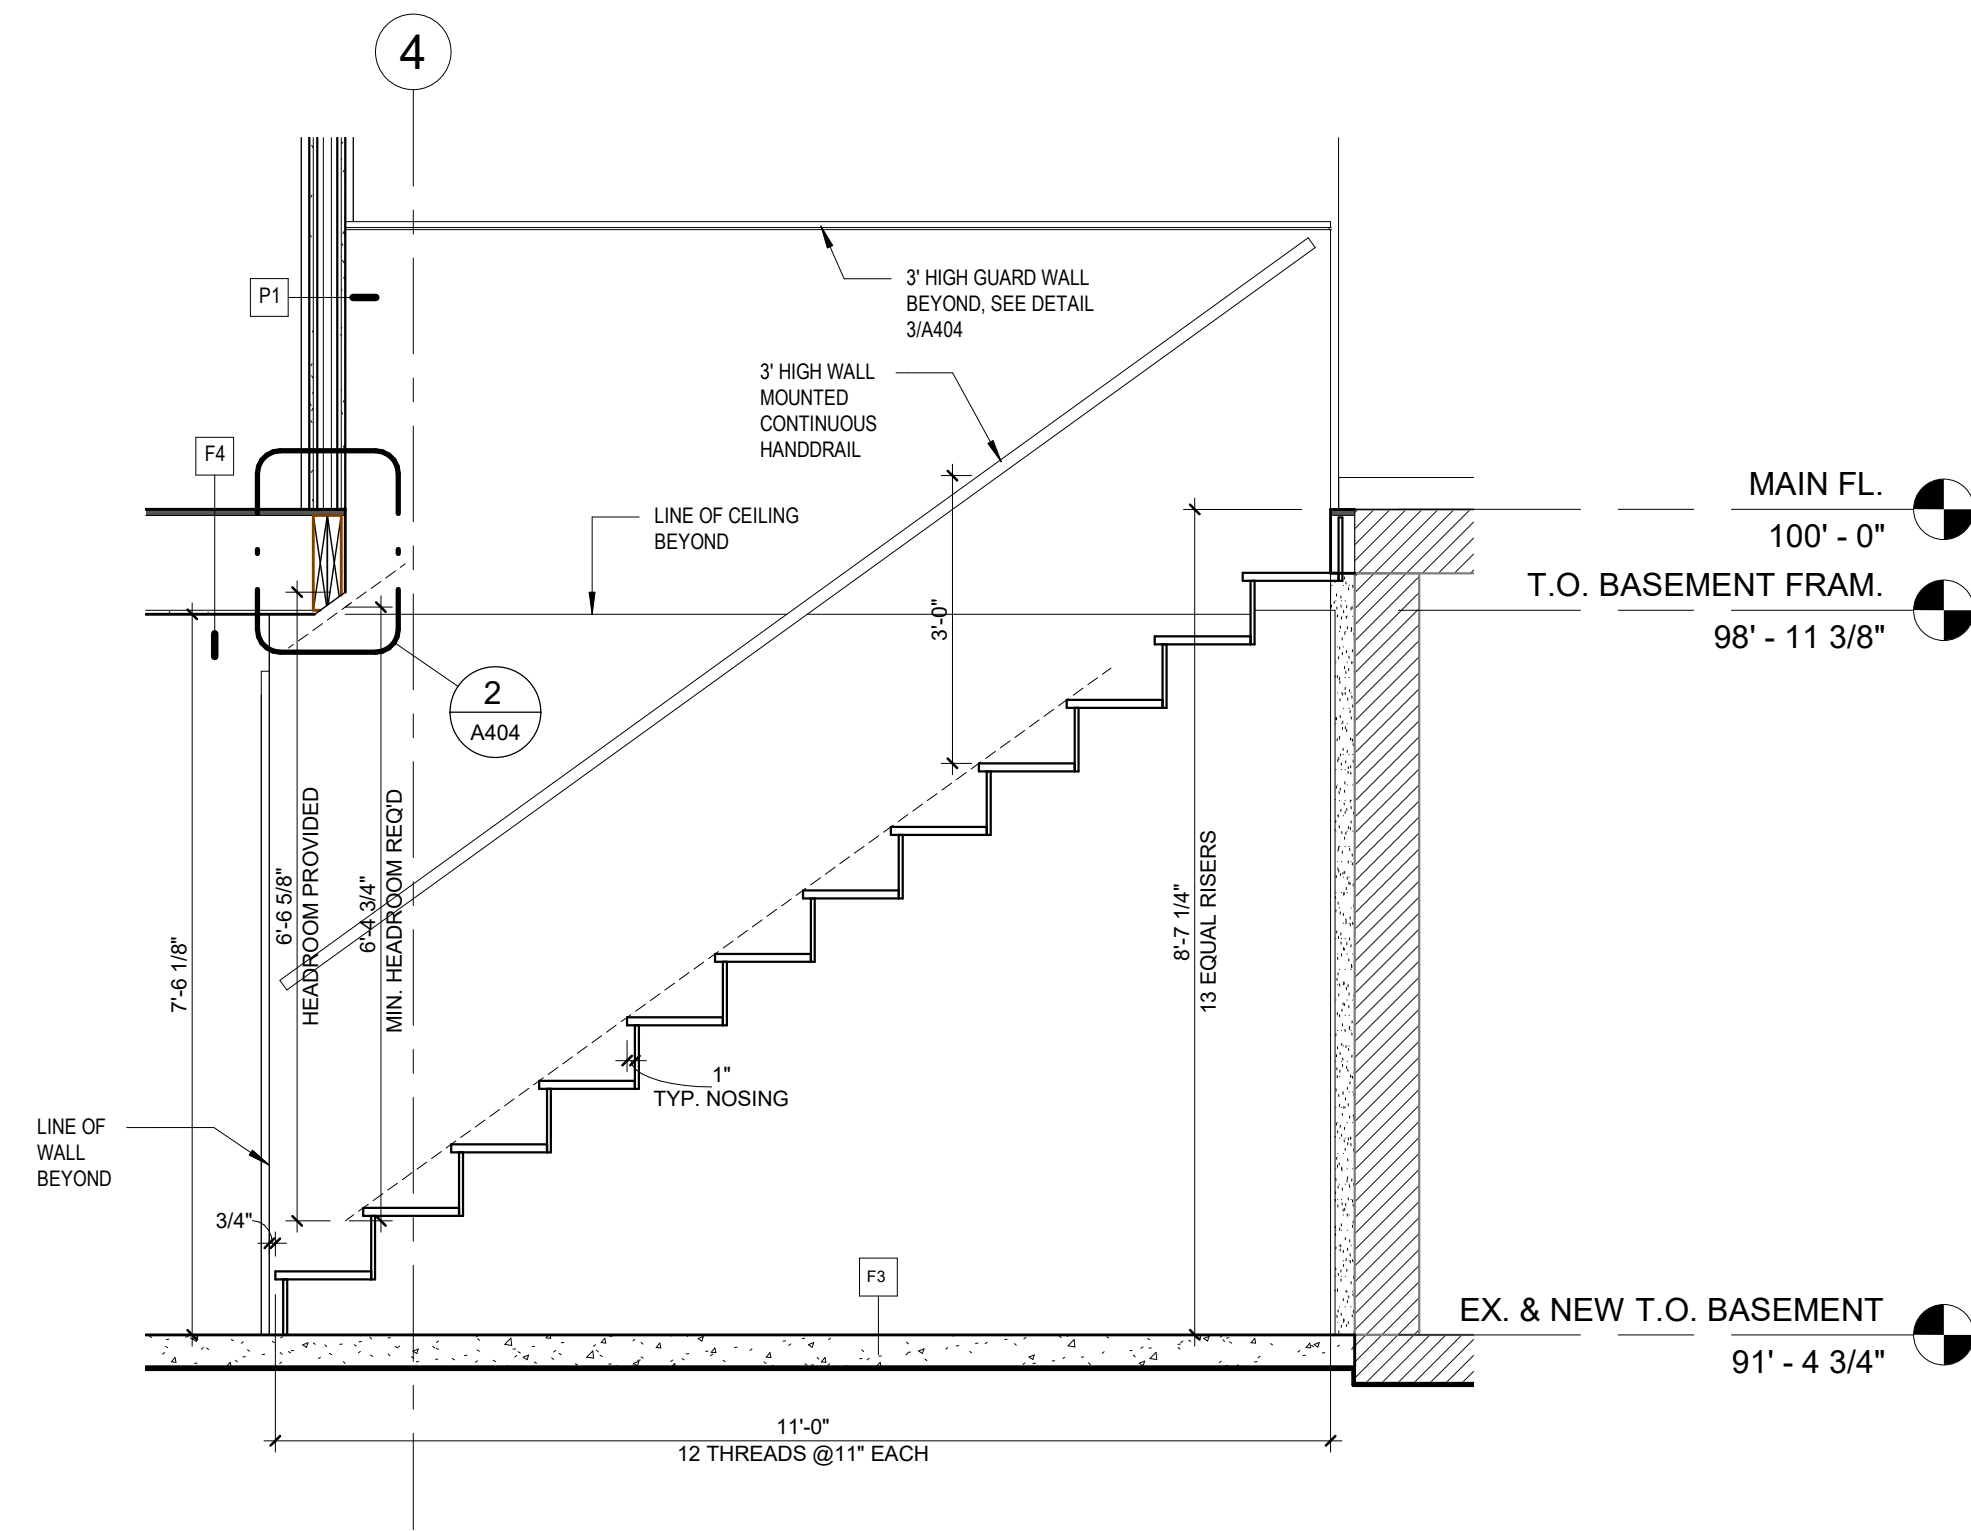 4
P1
3' HIGH GUARD WALL
BEYOND, SEE DETAIL
3/A404
3' HIGH WALL
MOUNTED
CONTINUOUS
HANDDRAIL
F4
LINE OF CEILING
BEYOND
MAIN FL.
100' - 0"
T.O. BASEMENT FRAM.
98' - 11 3/8"
3'-0"
2
A404
7'-6 1/8"
6'-6 5/8"
HEADROOM PROVIDED
6'-4 3/4"
MIN. HEADROOM REQ'D
8'-7 1/4"
13 EQUAL RISERS
1"
TYP. NOSING
LINE OF
WALL
BEYOND
3/4"
F3
EX. & NEW T.O. BASEMENT
91' - 4 3/4"
11'-0"
12 THREADS @11" EACH